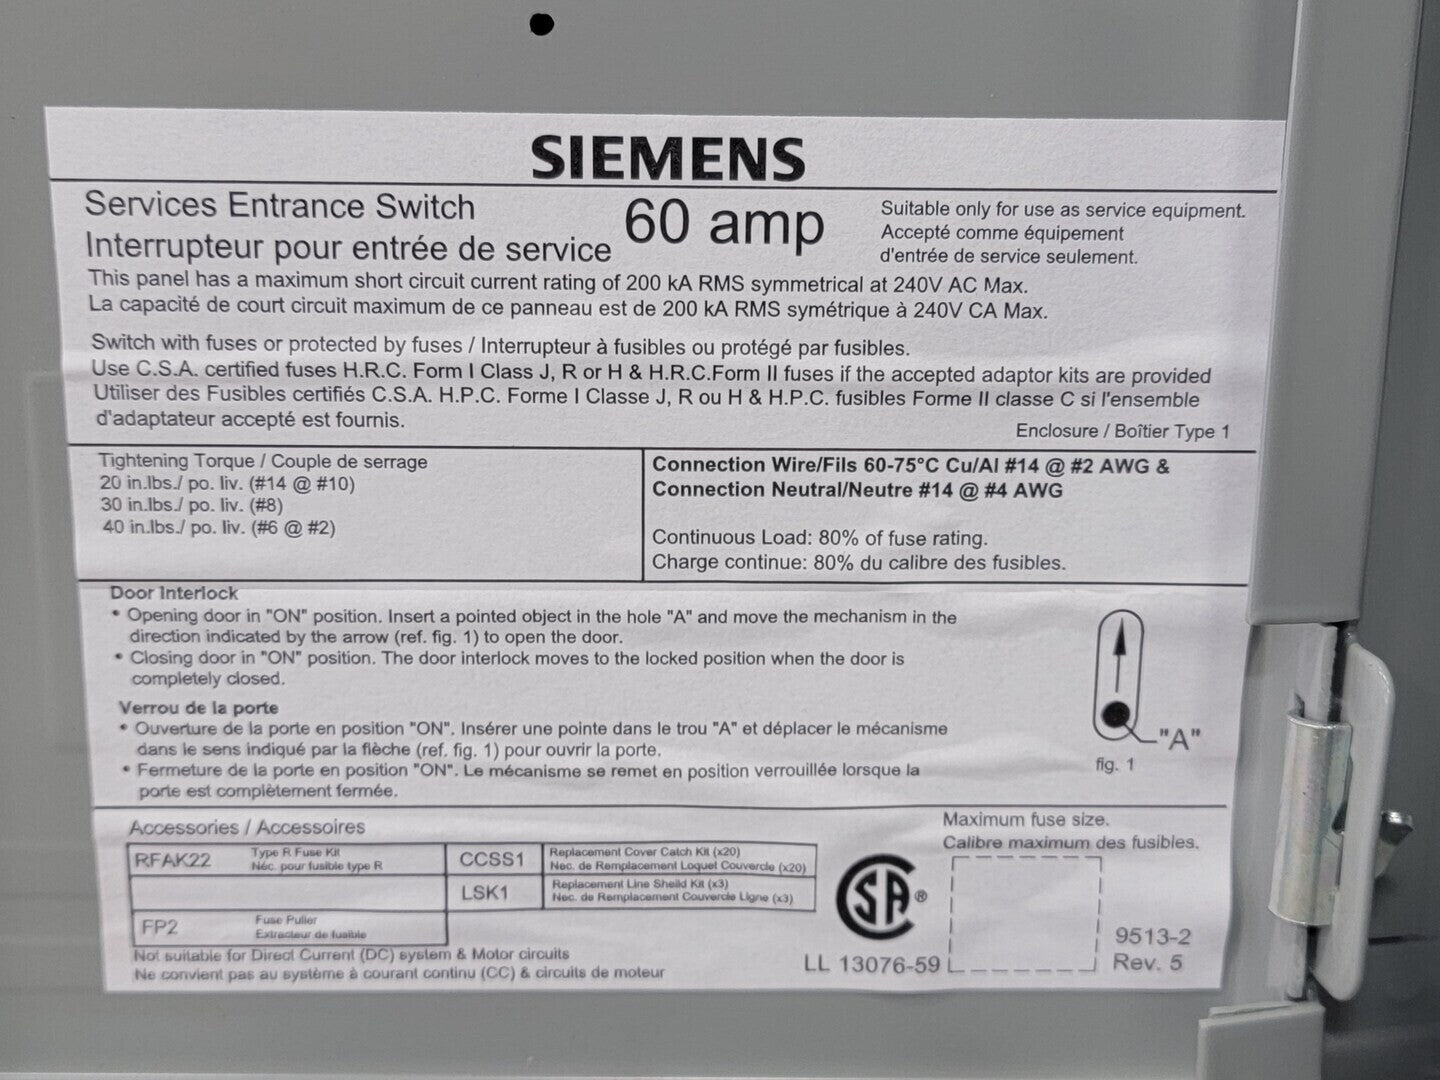 SIEMENS
Services Entrance Switch
Interrupteur pour entrée de service
60 amp
Suitable only for use as service equipment.
Accepté comme équipement
d'entrée de service seulement.
This panel has a maximum short circuit current rating of 200 kA RMS symmetrical at 240V AC Max.
La capacité de court circuit maximum de ce panneau est de 200 kA RMS symétrique à 240V CA Max.
Switch with fuses or protected by fuses / Interrupteur à fusibles ou protégé par fusibles.
Use C.S.A. certified fuses H.R.C. Form I Class J, R or H & H.R.C.Form II fuses if the accepted adaptor kits are provided
Utiliser des Fusibles certifiés C.S.A. H.P.C. Forme I Classe J, R ou H & H.P.C. fusibles Forme II classe C si l'ensemble
d'adaptateur accepté est fournis.
Enclosure / Boîtier Type 1
Tightening Torque / Couple de serrage
20 in.lbs./ po. liv. (#14 @ #10)
30 in.lbs./ po. liv. (#8)
40 in.lbs./ po. liv. (#6 @ #2)
Connection Wire/Fils 60-75°C Cu/Al #14 @ #2 AWG &
Connection Neutral/Neutre #14 @ #4 AWG
Continuous Load: 80% of fuse rating.
Charge continue: 80% du calibre des fusibles.
Door Interlock
• Opening door in "ON" position. Insert a pointed object in the hole "A" and move the mechanism in the
direction indicated by the arrow (ref. fig. 1) to open the door.
• Closing door in "ON" position. The door interlock moves to the locked position when the door is
completely closed.
Verrou de la porte
• Ouverture de la porte en position "ON". Insérer une pointe dans le trou "A" et déplacer le mécanisme
dans le sens indiqué par la flèche (ref. fig. 1) pour ouvrir la porte.
• Fermeture de la porte en position "ON". Le mécanisme se remet en position verrouillée lorsque la
porte est complètement fermée.
"A"
fig. 1
Accessories / Accessoires
RFAK22
Type R Fuse Kit
Néc. pour fusible type R
CCSS1
Replacement Cover Catch Kit (x20)
Nec. de Remplacement Loquet Couvercle (x20)
LSK1
Replacement Line Sheild Kit (x3)
Nec. de Remplacement Couvercle Ligne (x3)
FP2
Fuse Puller
Extracteur de fusible
Not suitable for Direct Current (DC) system & Motor circuits
Ne convient pas au système à courant continu (CC) & circuits de moteur
SA ®
LL 13076-59
Maximum fuse size.
Calibre maximum des fusibles.
9513-2
Rev. 5